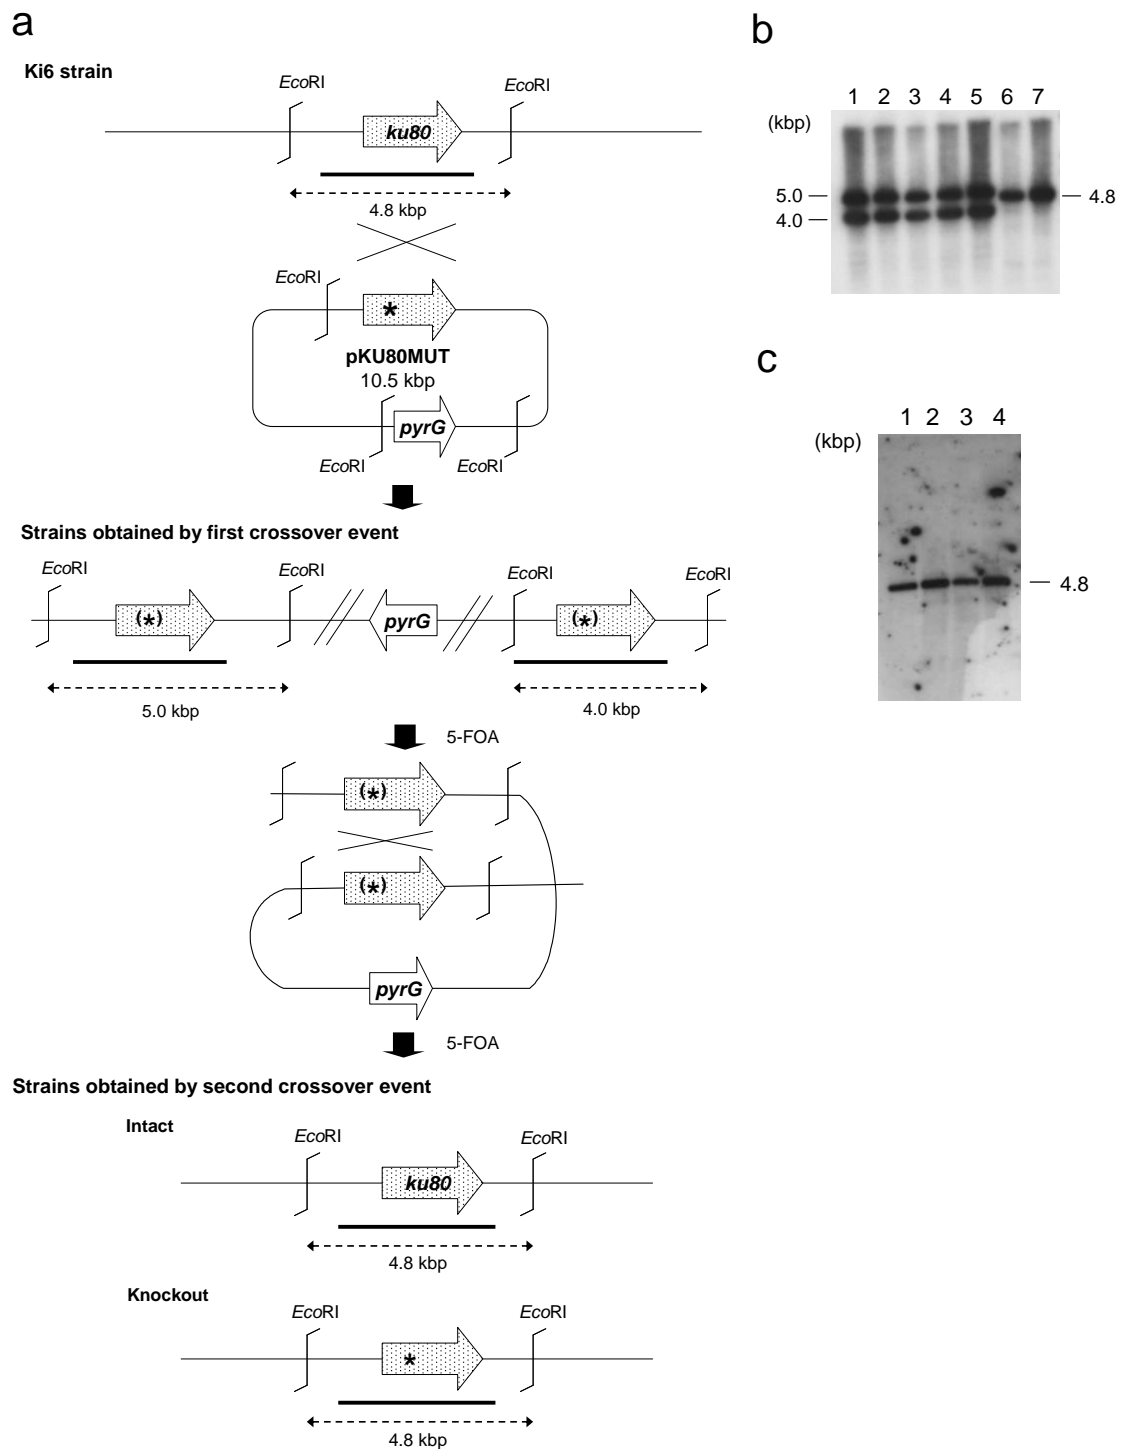 a
Ki6 strain
EcoRI
EcoRI
ku80
4.8 kbp
EcoRI
*
pKU80MUT
10.5 kbp
pyrG
EcoRI
EcoRI
Strains obtained by first crossover event
EcoRI
EcoRI
EcoRI
EcoRI
(*)
pyrG
(*)
5.0 kbp
4.0 kbp
5-FOA
(*)
(*)
pyrG
5-FOA
Strains obtained by second crossover event
Intact
EcoRI
EcoRI
ku80
4.8 kbp
Knockout
EcoRI
EcoRI
*
4.8 kbp
b
1 2 3 4 5 6 7
(kbp)
5.0
4.8
4.0
c
1 2 3 4
(kbp)
4.8